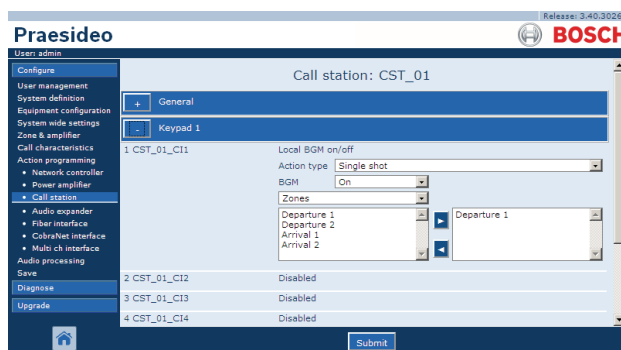 Release: 3.40.3026
Praesideo
BOSCH
User: admin
Configure
User management
System definition
Equipment configuration
System wide settings
Zone & amplifier
Call characteristics
Action programming
• Network controller
• Power amplifier
• Call station
• Audio expander
• Fiber interface
• CobraNet interface
• Multi ch interface
Audio processing
Save
Diagnose
Upgrade
Call station: CST_01
+ General
- Keypad 1
1 CST_01_CI1 Local BGM on/off
Action type Single shot
BGM On
Zones
Departure 1 Departure 1
Departure 2
Arrival 1
Arrival 2
2 CST_01_CI2 Disabled
3 CST_01_CI3 Disabled
4 CST_01_CI4 Disabled
Submit